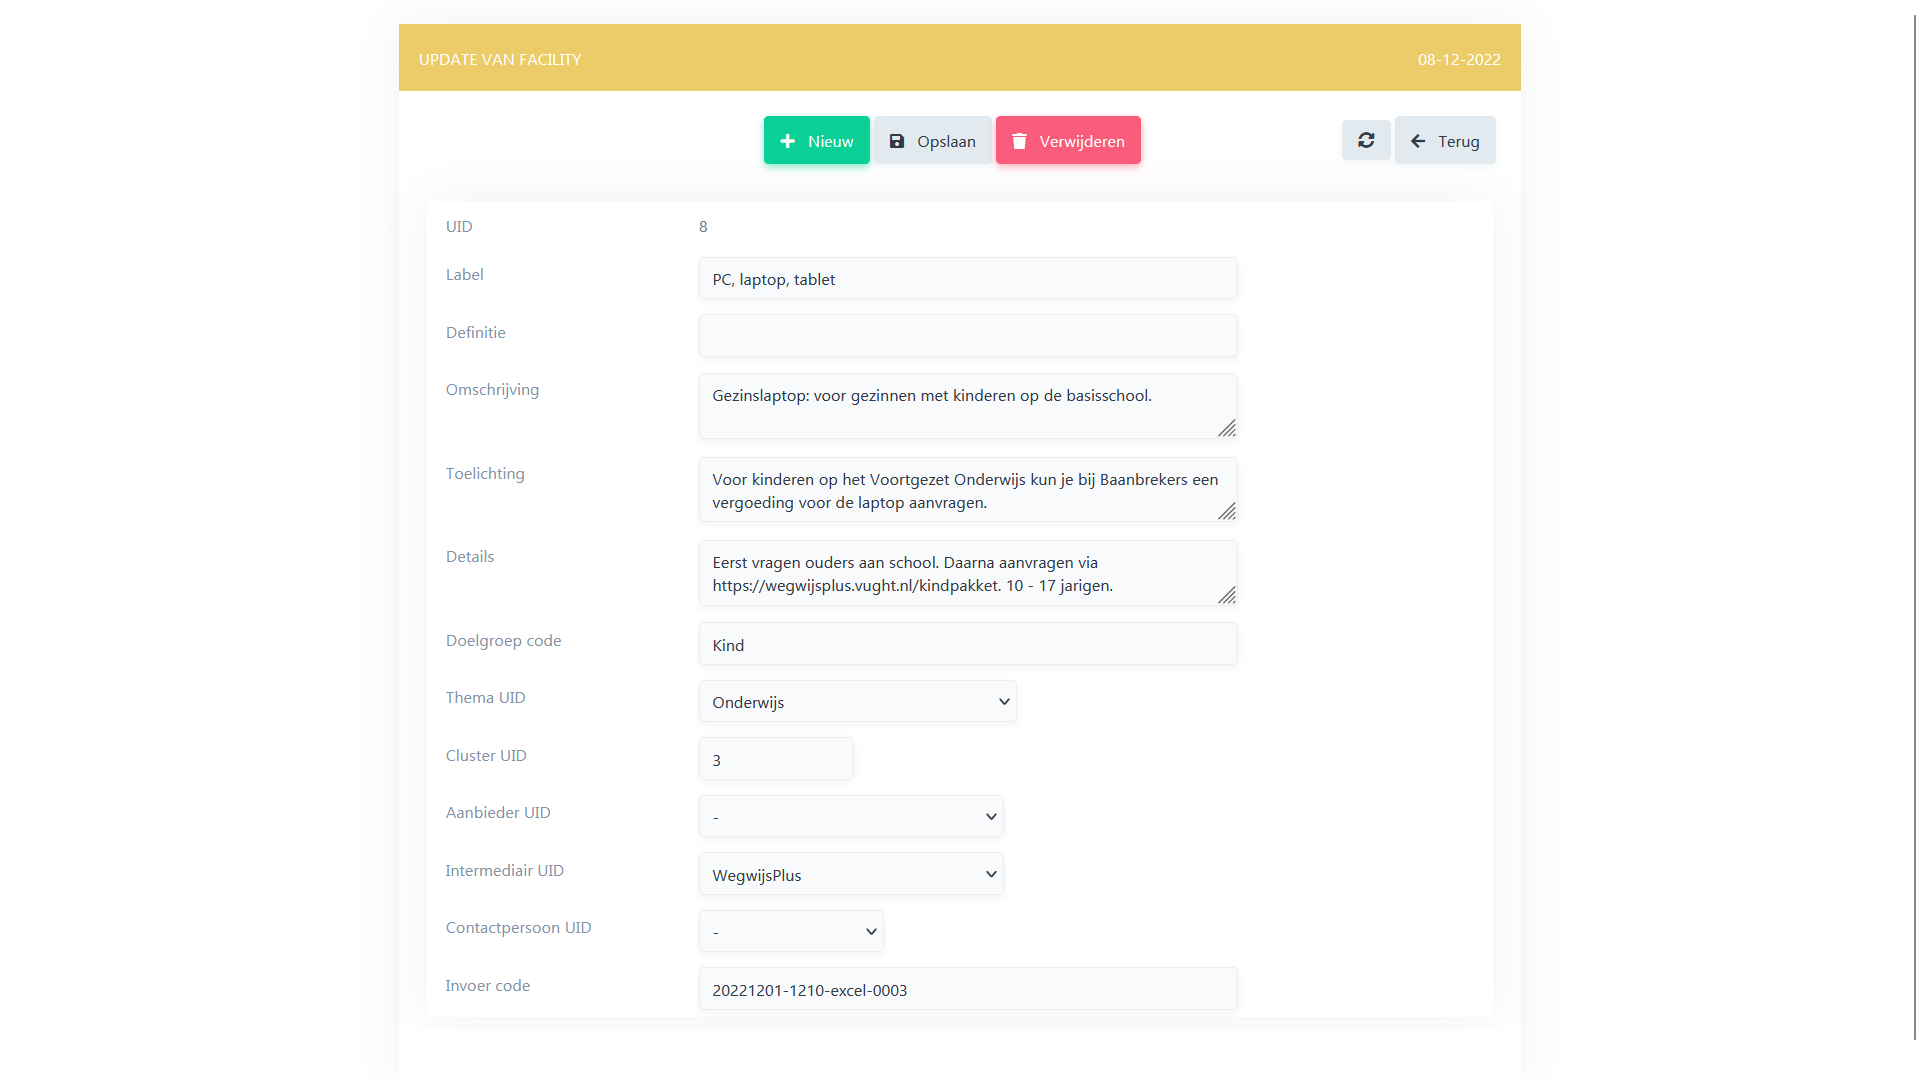 UPDATE VAN FACILITY 08-12-2022
Nieuw Opslaan Verwijderen Terug
UID 8
Label PC, laptop, tablet
Definitie
Omschrijving Gezinslaptop: voor gezinnen met kinderen op de basisschool.
Toelichting Voor kinderen op het Voortgezet Onderwijs kun je bij Baanbrekers een
vergoeding voor de laptop aanvragen.
Details Eerst vragen ouders aan school. Daarna aanvragen via
https://wegwijsplus.vught.nl/kindpakket. 10 - 17 jarigen.
Doelgroep code Kind
Thema UID Onderwijs
Cluster UID 3
Aanbieder UID -
Intermediair UID WegwijsPlus
Contactpersoon UID -
Invoer code 20221201-1210-excel-0003